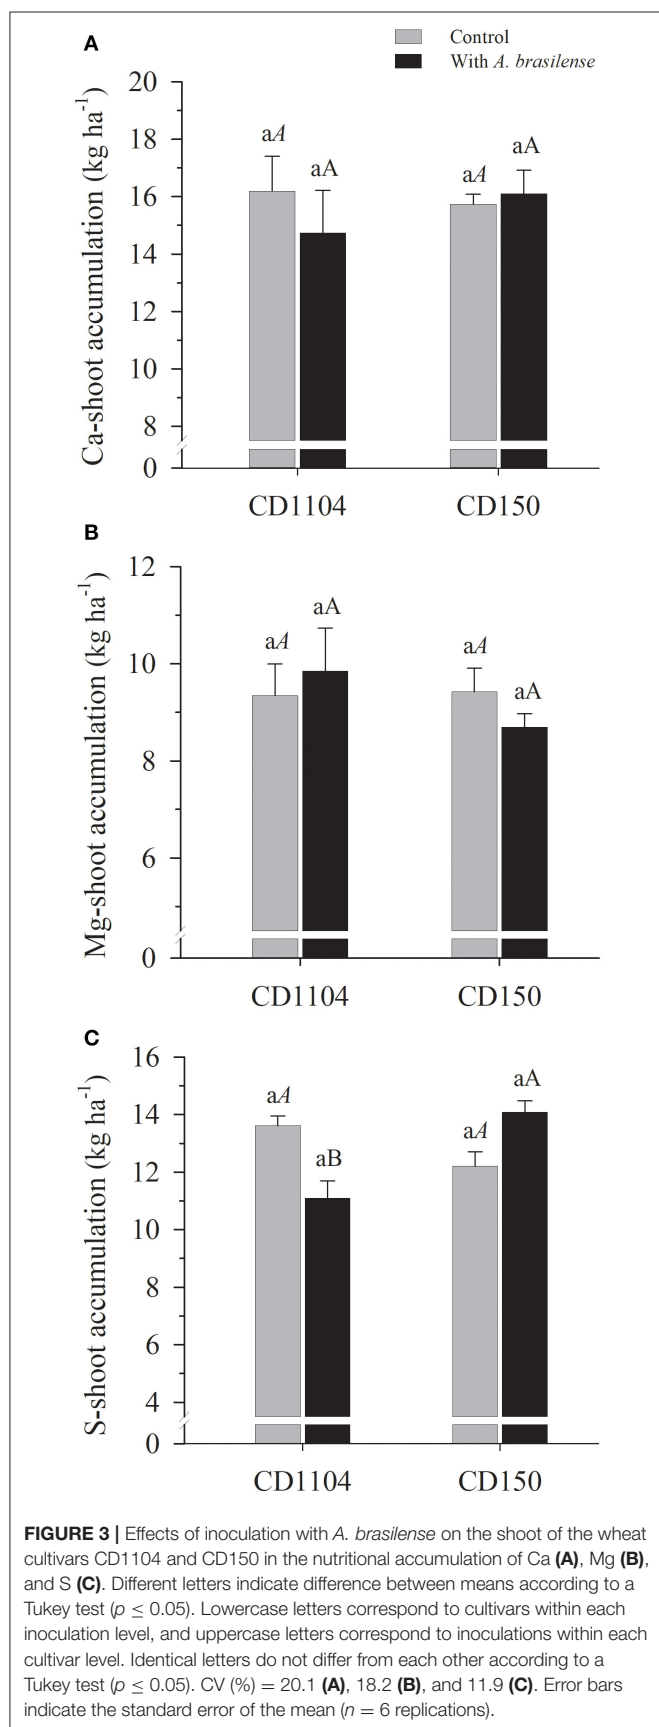 A
Control
With A. brasilense
Ca-shoot accumulation (kg ha⁻¹)
20
18
16
14
12
10
8
0
aA
aA
aA
aA
CD1104
CD150
B
Mg-shoot accumulation (kg ha⁻¹)
12
10
8
6
0
aA
aA
aA
aA
CD1104
CD150
C
S-shoot accumulation (kg ha⁻¹)
16
14
12
10
8
6
4
0
aA
aB
aA
aA
CD1104
CD150
FIGURE 3 | Effects of inoculation with A. brasilense on the shoot of the wheat
cultivars CD1104 and CD150 in the nutritional accumulation of Ca (A), Mg (B),
and S (C). Different letters indicate difference between means according to a
Tukey test (p ≤ 0.05). Lowercase letters correspond to cultivars within each
inoculation level, and uppercase letters correspond to inoculations within each
cultivar level. Identical letters do not differ from each other according to a
Tukey test (p ≤ 0.05). CV (%) = 20.1 (A), 18.2 (B), and 11.9 (C). Error bars
indicate the standard error of the mean (n = 6 replications).